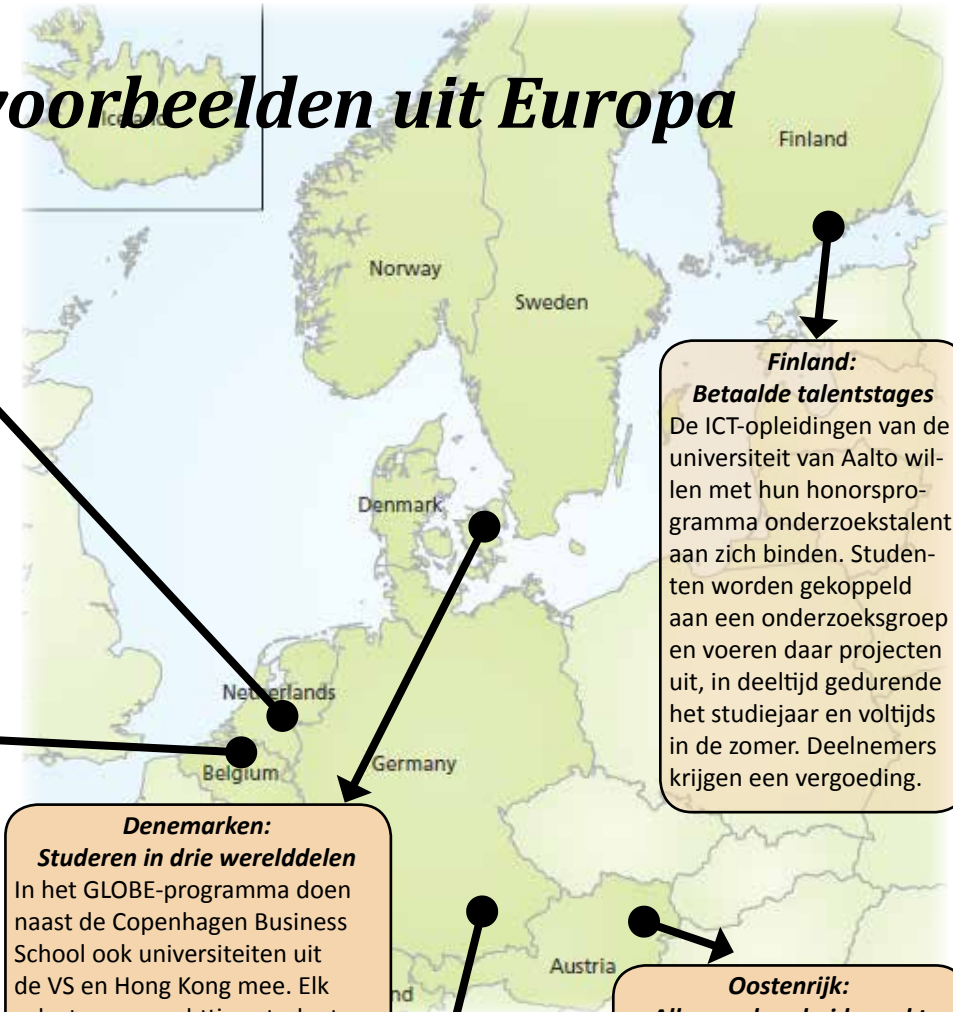 voorbeelden uit Europa
Iceland
Finland
Norway
Sweden
Denmark
Netherlands
Belgium
Germany
Austria
Finland:
Betaalde talentstages
De ICT-opleidingen van de
universiteit van Aalto wil-
len met hun honorspro-
gramma onderzoekstalent
aan zich binden. Studen-
ten worden gekoppeld
aan een onderzoeksgroep
en voeren daar projecten
uit, in deeltijd gedurende
het studiejaar en voltijds
in de zomer. Deelnemers
krijgen een vergoeding.
Denemarken:
Studeren in drie werelddelen
In het GLOBE-programma doen
naast de Copenhagen Business
School ook universiteiten uit
de VS en Hong Kong mee. Elk
nd
Oostenrijk: